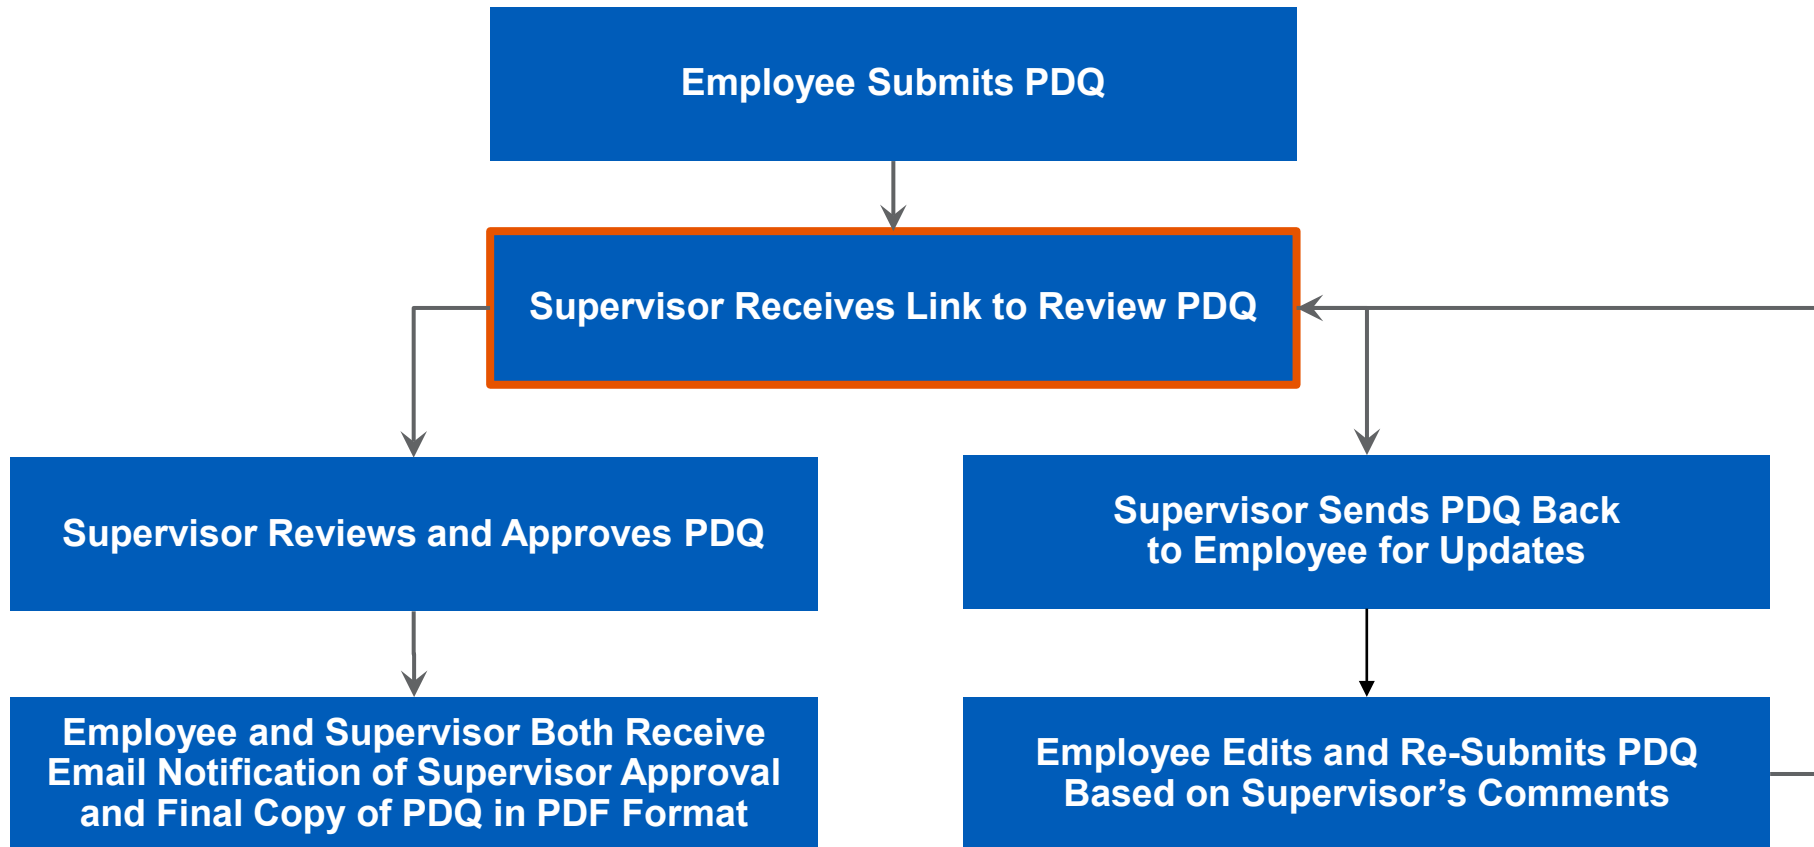 Employee Submits PDQ
Supervisor Receives Link to Review PDQ
Supervisor Reviews and Approves PDQ
Supervisor Sends PDQ Back
to Employee for Updates
Employee and Supervisor Both Receive
Email Notification of Supervisor Approval
and Final Copy of PDQ in PDF Format
Employee Edits and Re-Submits PDQ
Based on Supervisor’s Comments